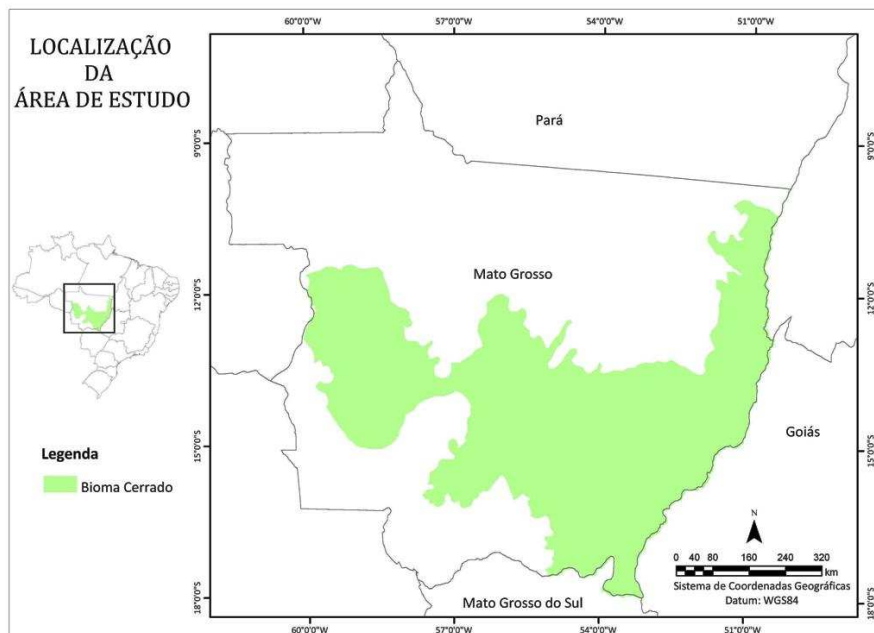 LOCALIZAÇÃO
DA
ÁREA DE ESTUDO
60°0'0"W 57°0'0"W 54°0'0"W 51°0'0"W
9°0'0"S 9°0'0"S
12°0'0"S 12°0'0"S
15°0'0"S 15°0'0"S
18°0'0"S 18°0'0"S
Pará
Mato Grosso
Goiás
Mato Grosso do Sul
Legenda
Bioma Cerrado
N
0 40 80 160 240 320
km
Sistema de Coordenadas Geográficas
Datum: WGS84
60°0'0"W 57°0'0"W 54°0'0"W 51°0'0"W